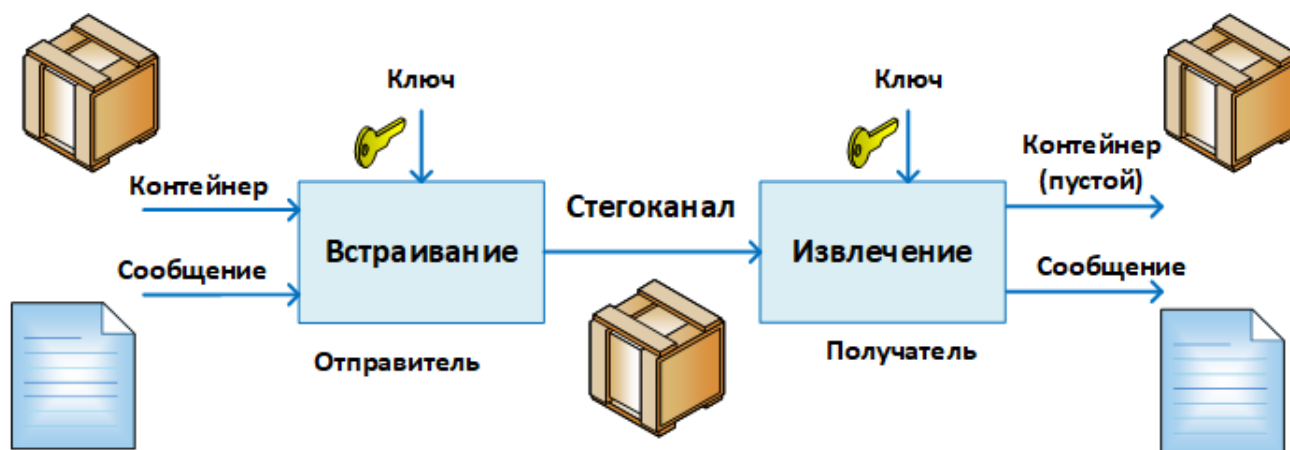 Ключ
Ключ
Контейнер
Контейнер
(пустой)
Стегоканал
Встраивание
Извлечение
Сообщение
Сообщение
Отправитель
Получатель